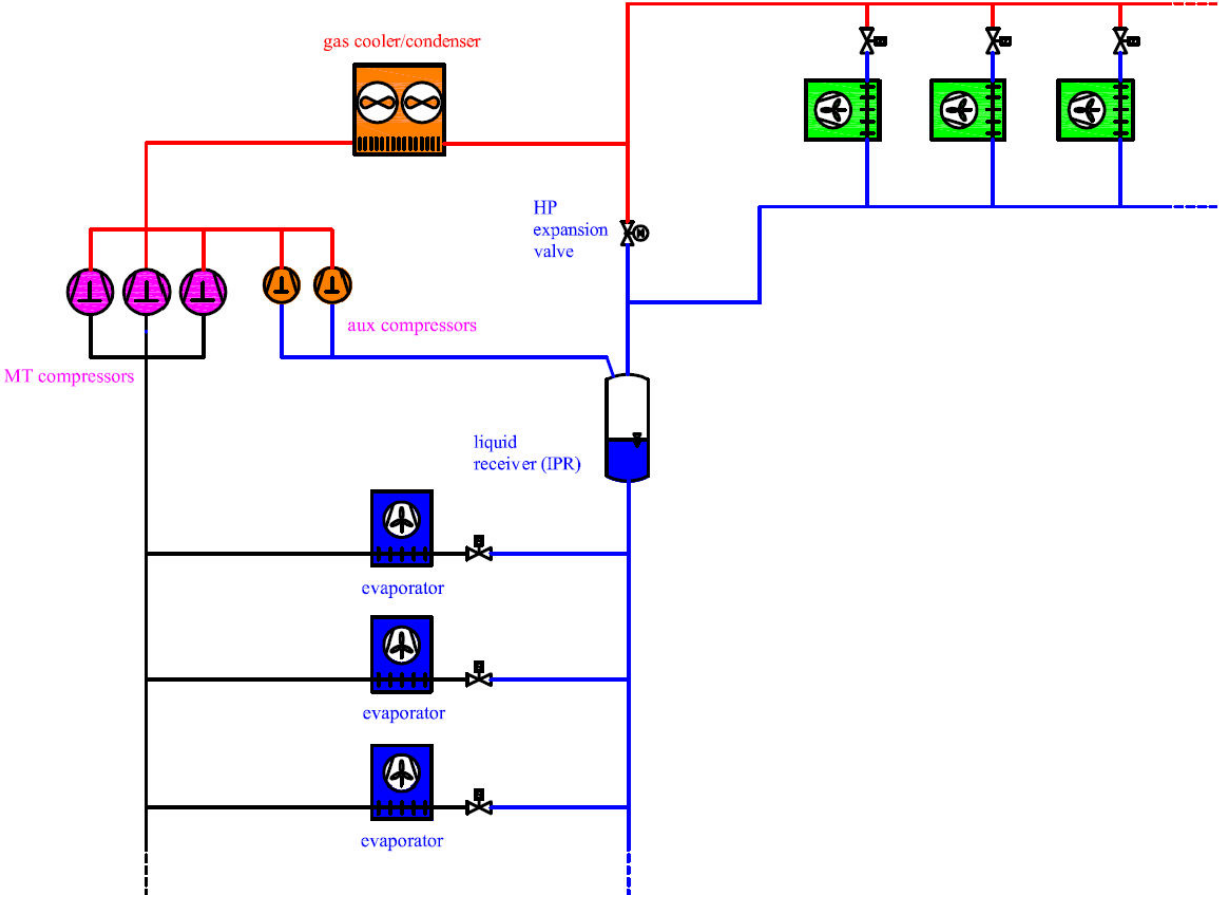 gas cooler/condenser
HP
expansion
valve
aux compressors
MT compressors
liquid
receiver (IPR)
evaporator
evaporator
evaporator